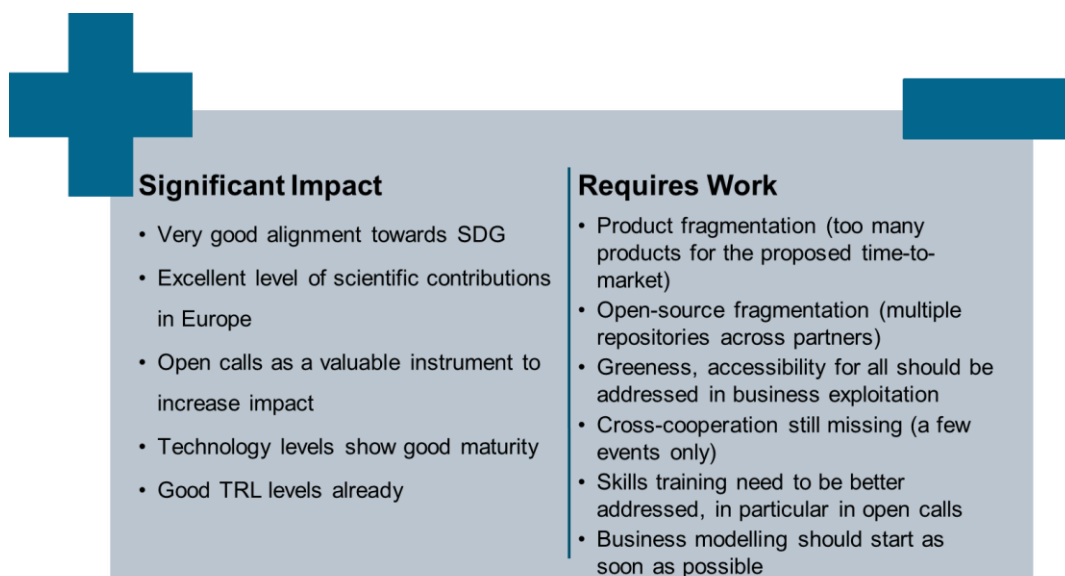 Significant Impact
• Very good alignment towards SDG
• Excellent level of scientific contributions
in Europe
• Open calls as a valuable instrument to
increase impact
• Technology levels show good maturity
• Good TRL levels already
Requires Work
• Product fragmentation (too many
products for the proposed time-to-
market)
• Open-source fragmentation (multiple
repositories across partners)
• Greeness, accessibility for all should be
addressed in business exploitation
• Cross-cooperation still missing (a few
events only)
• Skills training need to be better
addressed, in particular in open calls
• Business modelling should start as
soon as possible